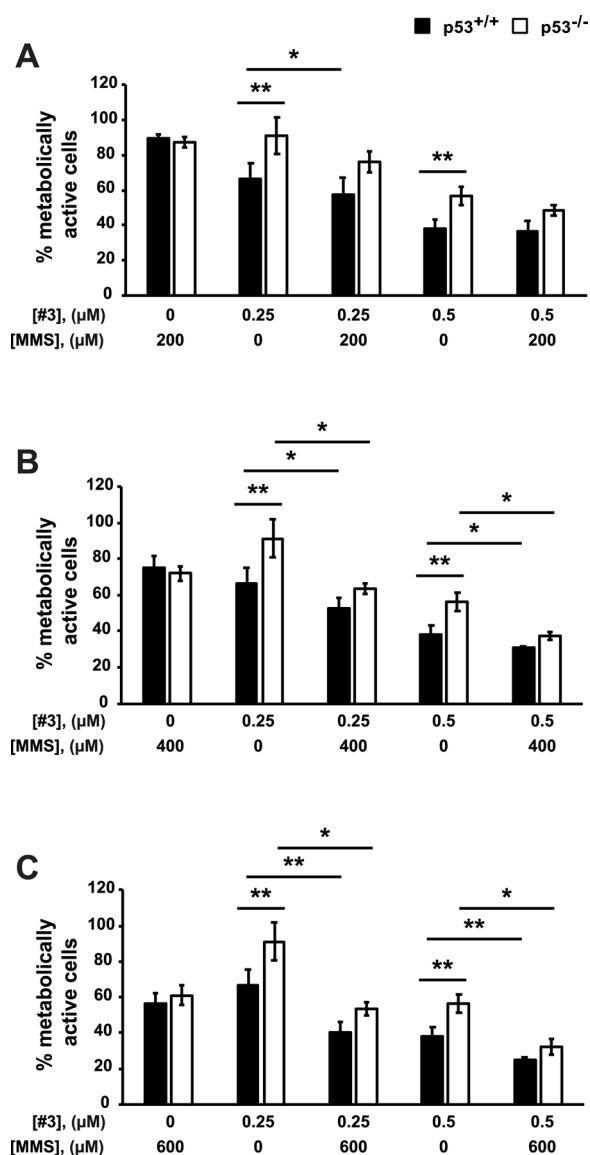 ■ p53+/+ □ p53-/-
A
*
**
**
% metabolically
active cells
120
100
80
60
40
20
0
[#3], (µM) 0 0.25 0.25 0.5 0.5
[MMS], (µM) 200 0 200 0 200
B
*
*
**
*
*
**
% metabolically
active cells
120
100
80
60
40
20
0
[#3], (µM) 0 0.25 0.25 0.5 0.5
[MMS], (µM) 400 0 400 0 400
C
*
**
**
*
**
**
% metabolically
active cells
120
100
80
60
40
20
0
[#3], (µM) 0 0.25 0.25 0.5 0.5
[MMS], (µM) 600 0 600 0 600